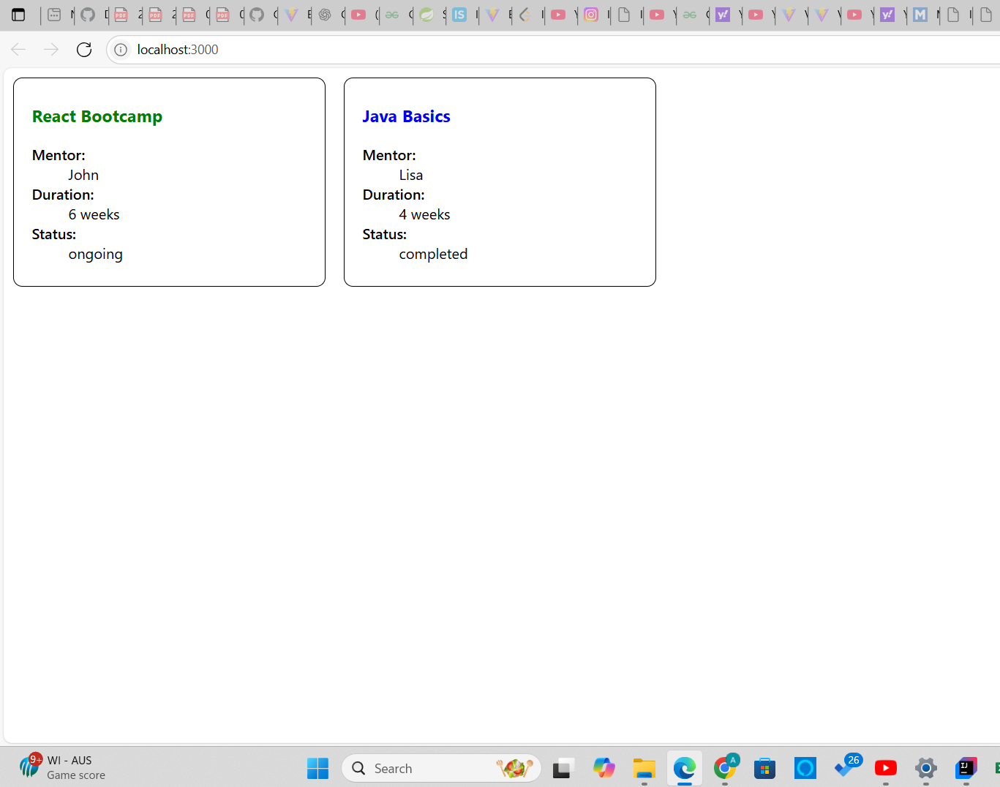 localhost:3000
React Bootcamp
Mentor:
John
Duration:
6 weeks
Status:
ongoing
Java Basics
Mentor:
Lisa
Duration:
4 weeks
Status:
completed
9+
WI - AUS
Game score
Search
A
26
IJ